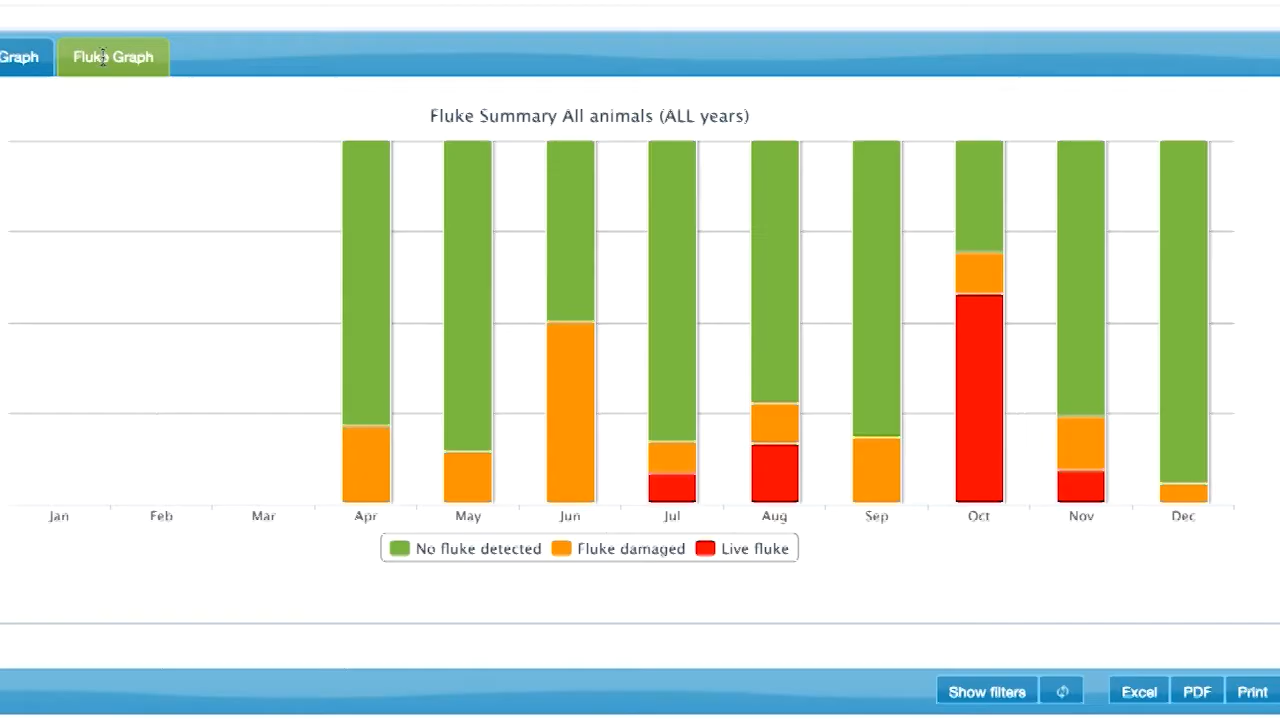 Graph
Fluke Graph
Fluke Summary All animals (ALL years)
Jan Feb Mar Apr May Jun Jul Aug Sep Oct Nov Dec
No fluke detected Fluke damaged Live fluke
Show filters Excel PDF Print